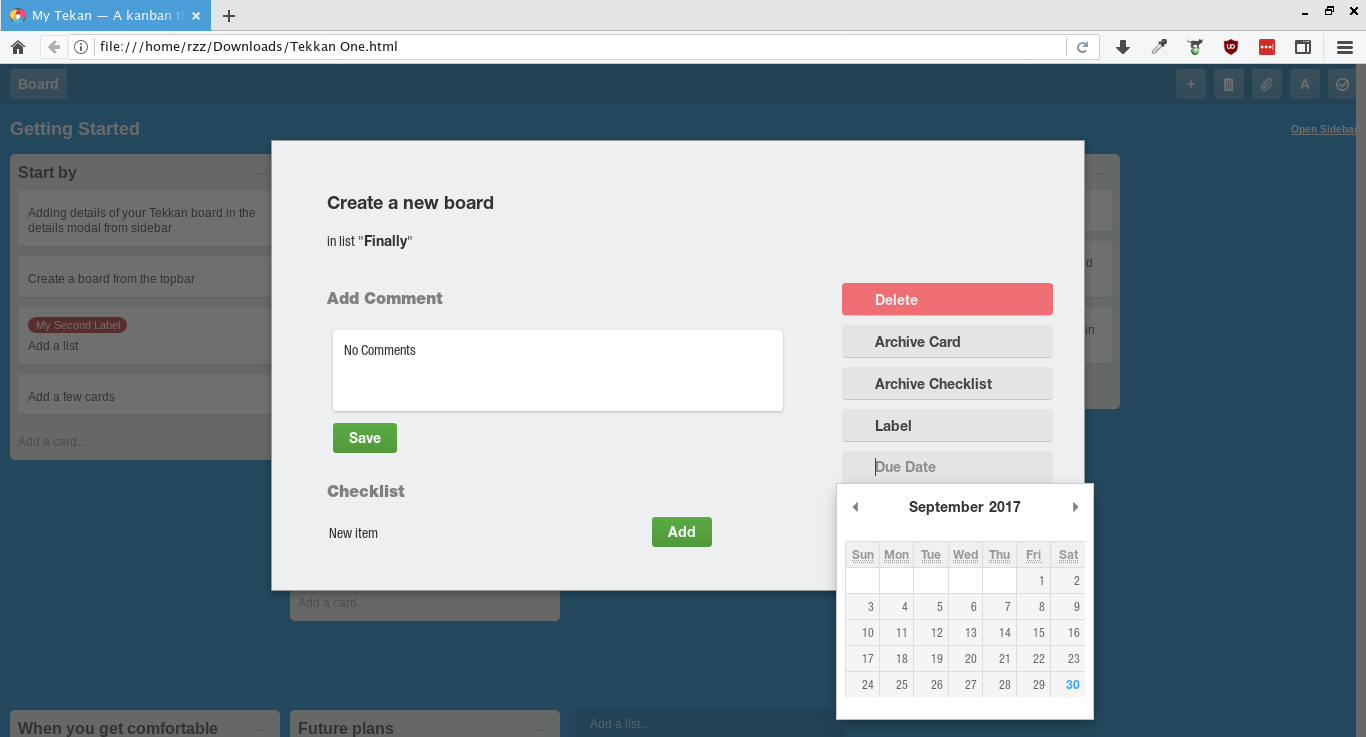 My Tekan — A kanban t
file:///home/rzz/Downloads/Tekkan One.html
Board
+
A
Getting Started
Open Sidebar
Start by
...
...
Adding details of your Tekkan board in the
details modal from sidebar
Create a board from the topbar
My Second Label
Add a list
Add a few cards
Add a card...
d
in
Create a new board
in list "Finally"
Add Comment
No Comments
Save
Checklist
New item
Add
Delete
Archive Card
Archive Checklist
Label
Due Date
September 2017
Sun Mon Tue Wed Thu Fri Sat
1 2
3 4 5 6 7 8 9
10 11 12 13 14 15 16
17 18 19 20 21 22 23
24 25 26 27 28 29 30
Add a card...
When you get comfortable
...
Future plans
...
Add a list...